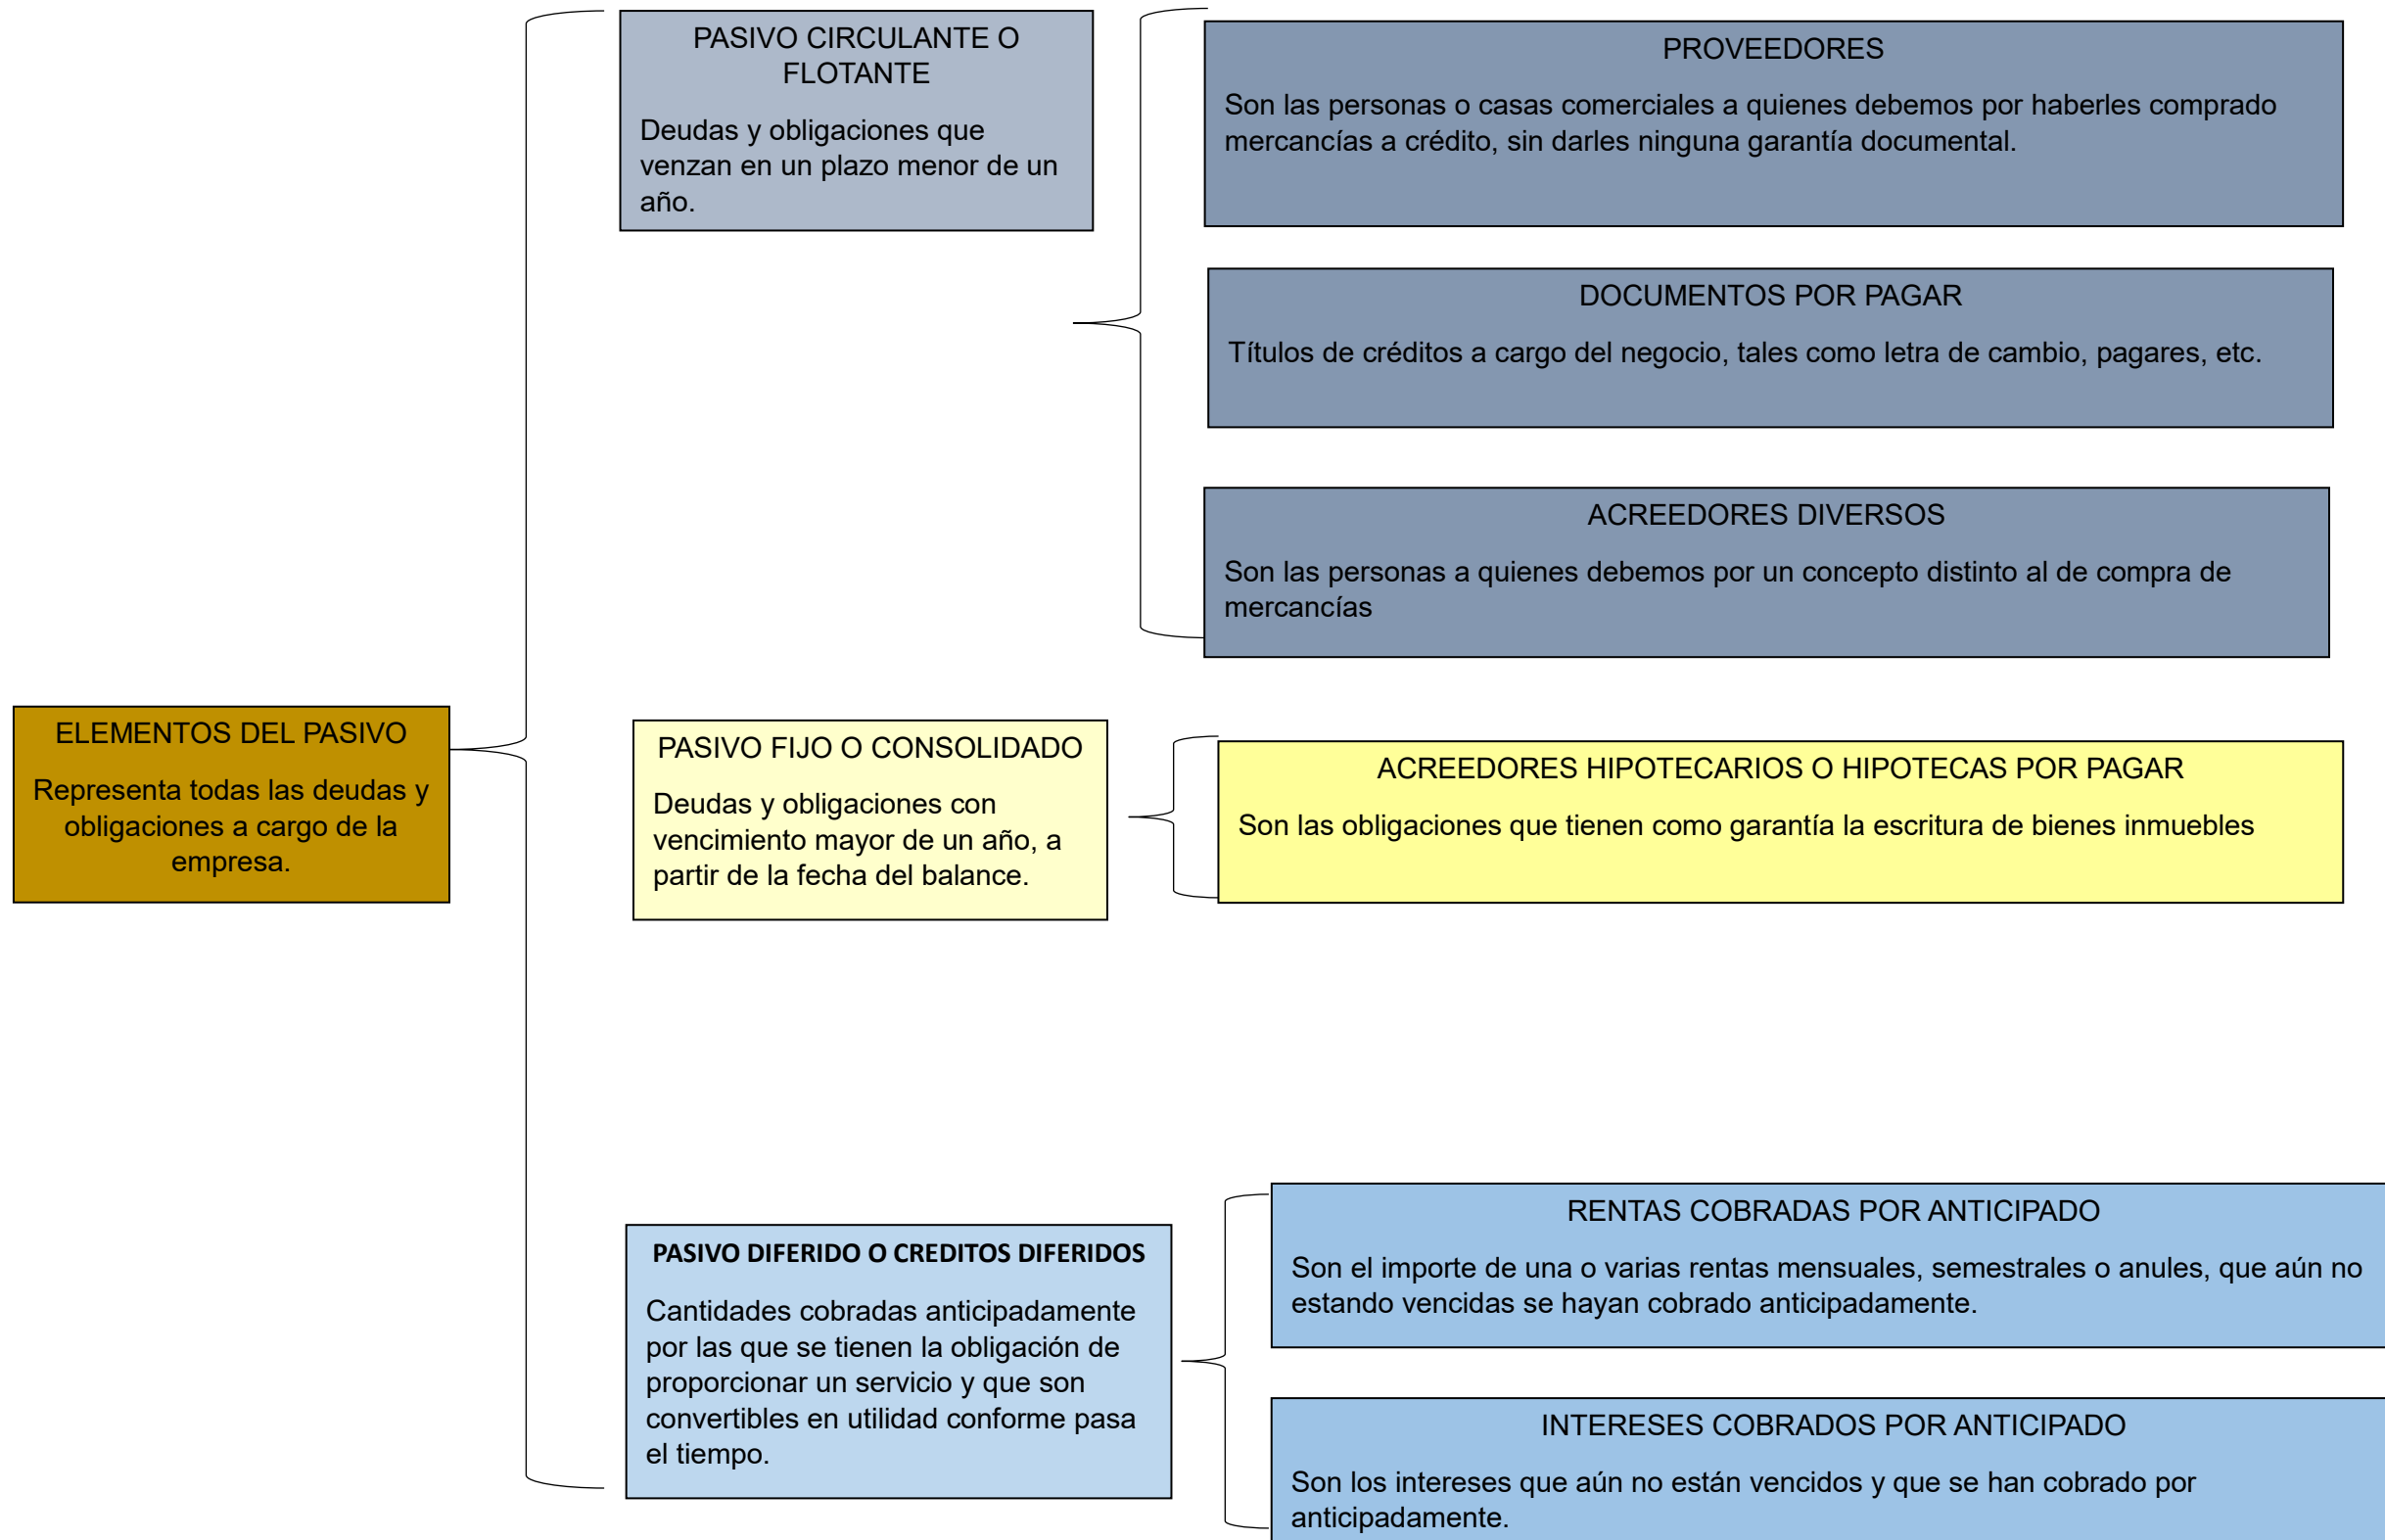 ELEMENTOS DEL PASIVO
Representa todas las deudas y
obligaciones a cargo de la
empresa.
PASIVO CIRCULANTE O
FLOTANTE
Deudas y obligaciones que
venzan en un plazo menor de un
año.
PROVEEDORES
Son las personas o casas comerciales a quienes debemos por haberles comprado
mercancías a crédito, sin darles ninguna garantía documental.
DOCUMENTOS POR PAGAR
Títulos de créditos a cargo del negocio, tales como letra de cambio, pagares, etc.
ACREEDORES DIVERSOS
Son las personas a quienes debemos por un concepto distinto al de compra de
mercancías
PASIVO FIJO O CONSOLIDADO
Deudas y obligaciones con
vencimiento mayor de un año, a
partir de la fecha del balance.
ACREEDORES HIPOTECARIOS O HIPOTECAS POR PAGAR
Son las obligaciones que tienen como garantía la escritura de bienes inmuebles
PASIVO DIFERIDO O CREDITOS DIFERIDOS
Cantidades cobradas anticipadamente
por las que se tienen la obligación de
proporcionar un servicio y que son
convertibles en utilidad conforme pasa
el tiempo.
RENTAS COBRADAS POR ANTICIPADO
Son el importe de una o varias rentas mensuales, semestrales o anules, que aún no
estando vencidas se hayan cobrado anticipadamente.
INTERESES COBRADOS POR ANTICIPADO
Son los intereses que aún no están vencidos y que se han cobrado por
anticipadamente.